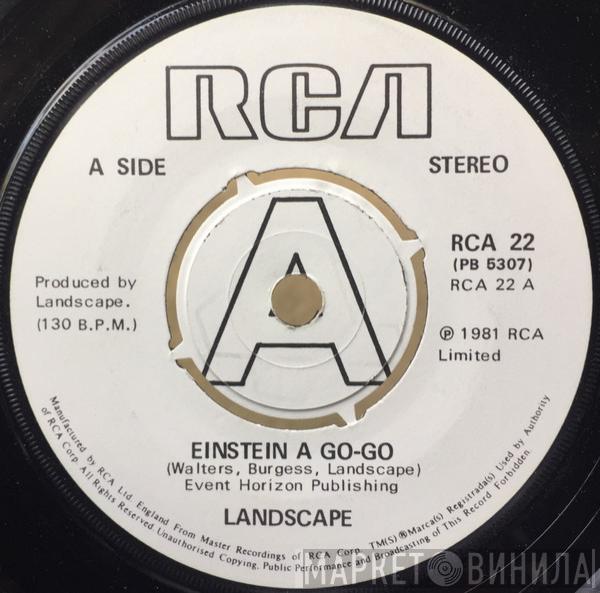 RCA
A SIDE
STEREO
A
RCA 22
(PB 5307)
RCA 22 A
Produced by
Landscape.
(130 B.P.M.)
℗ 1981 RCA
Limited
EINSTEIN A GO-GO
(Walters, Burgess, Landscape)
Event Horizon Publishing
LANDSCAPE
Manufactured by RCA Ltd. England From Master Recordings of RCA Corp. TM(S)®Marca(s) Registrada(s) Used by Authority
of RCA Corp. All Rights Reserved Unauthorised Copying, Public Performance and Broadcasting of This Record Forbidden.
МАРКЕТ ВИНИЛА